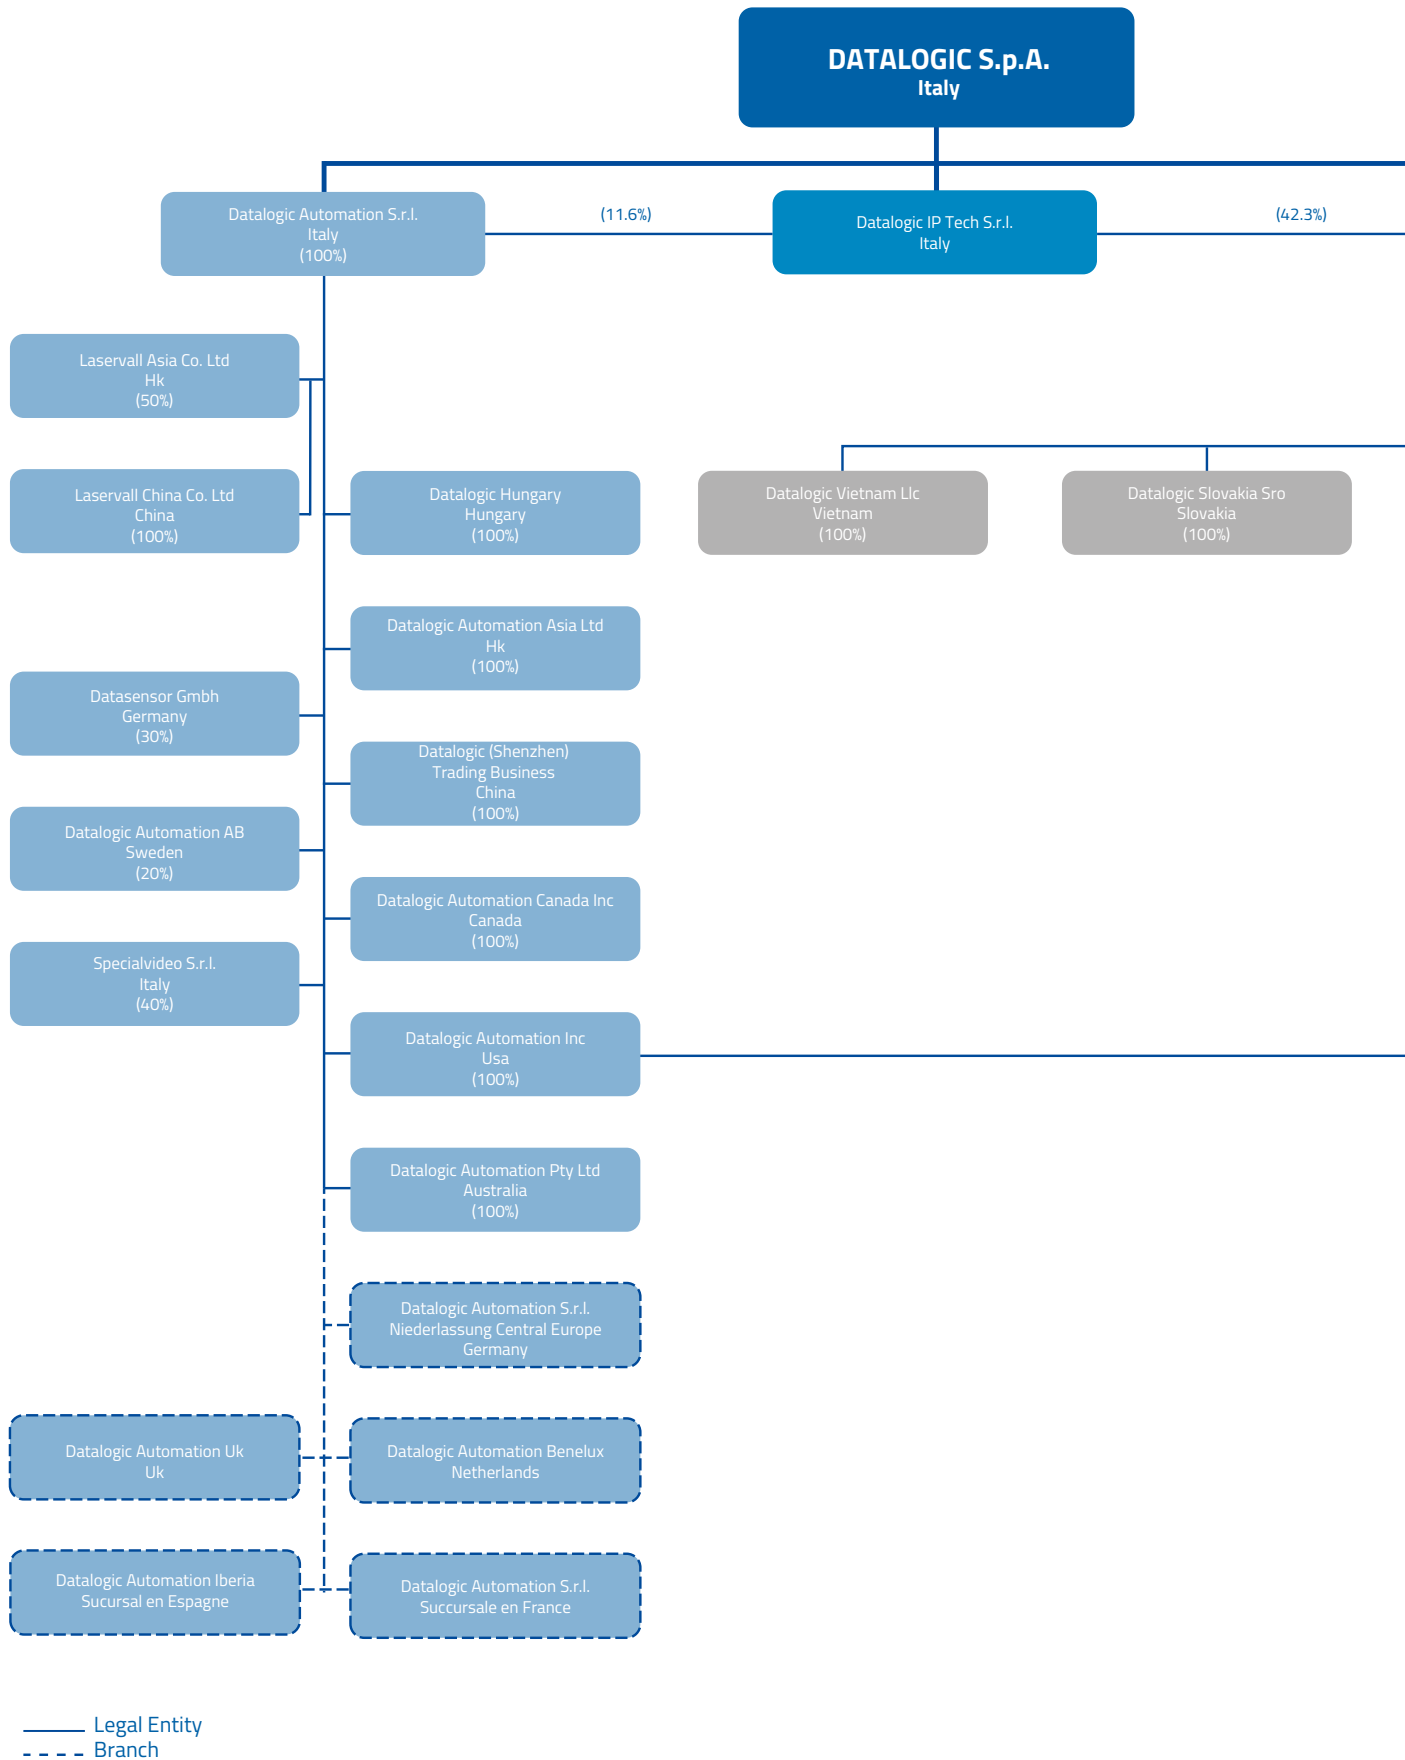 DATALOGIC S.p.A.
Italy
Datalogic Automation S.r.l.
Italy
(100%)
(11.6%)
Datalogic IP Tech S.r.l.
Italy
(42.3%)
Laservall Asia Co. Ltd
Hk
(50%)
Laservall China Co. Ltd
China
(100%)
Datalogic Hungary
Hungary
(100%)
Datalogic Vietnam Llc
Vietnam
(100%)
Datalogic Slovakia Sro
Slovakia
(100%)
Datalogic Automation Asia Ltd
Hk
(100%)
Datasensor Gmbh
Germany
(30%)
Datalogic (Shenzhen)
Trading Business
China
(100%)
Datalogic Automation AB
Sweden
(20%)
Datalogic Automation Canada Inc
Canada
(100%)
Specialvideo S.r.l.
Italy
(40%)
Datalogic Automation Inc
Usa
(100%)
Datalogic Automation Pty Ltd
Australia
(100%)
Datalogic Automation S.r.l.
Niederlassung Central Europe
Germany
Datalogic Automation Uk
Uk
Datalogic Automation Benelux
Netherlands
Datalogic Automation Iberia
Sucursal en Espagne
Datalogic Automation S.r.l.
Succursale en France
Legal Entity
Branch